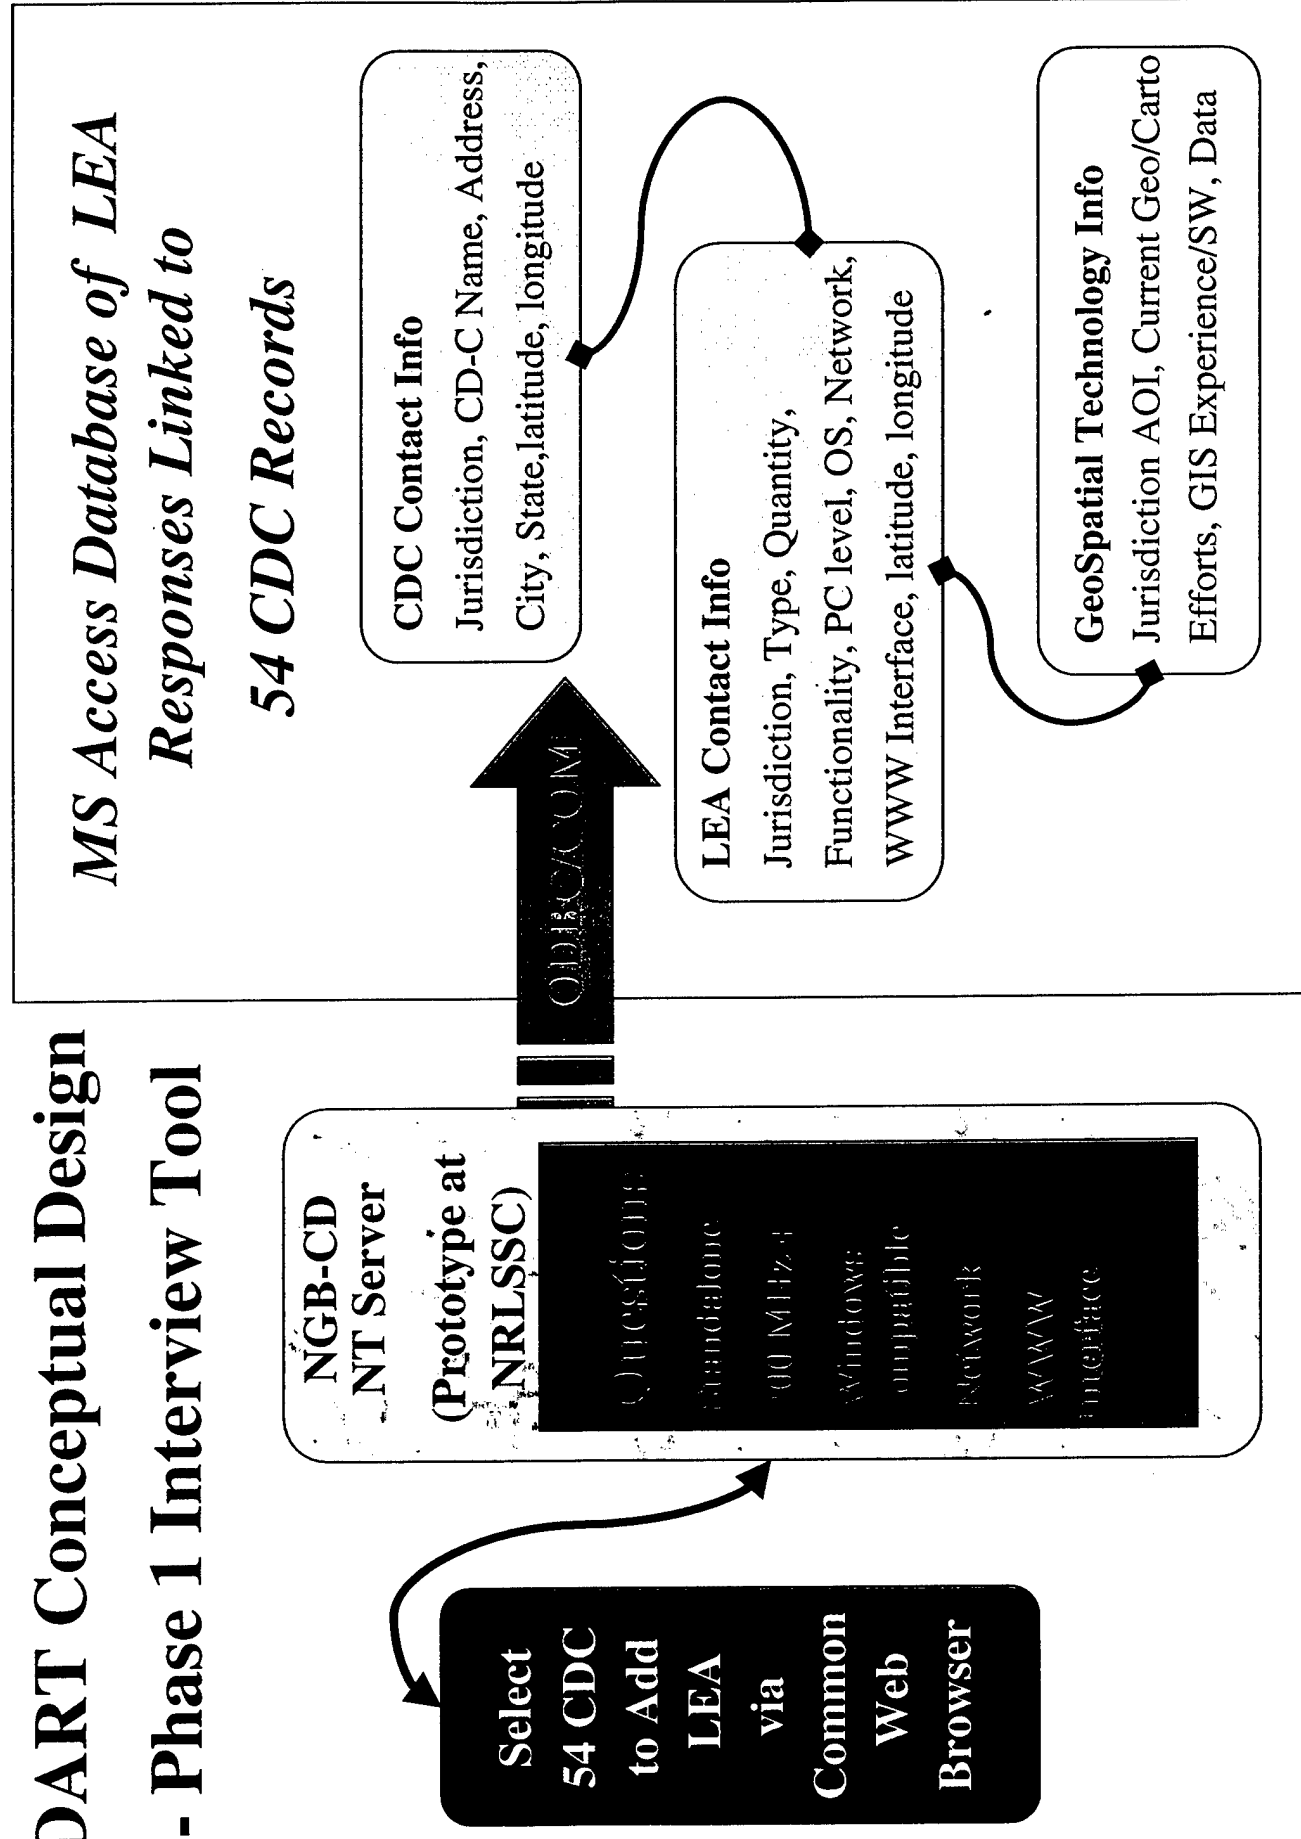 DART Conceptual Design
- Phase 1 Interview Tool
Select
54 CDC
to Add
LEA
via
Common
Web
Browser
NGB-CD
NT Server
(Prototype at
NRLSSC)
Questions
Network
WWW
ODBC/COM
MS Access Database of LEA
Responses Linked to
54 CDC Records
CDC Contact Info
Jurisdiction, CD-C Name, Address,
City, State,latitude, longitude
LEA Contact Info
Jurisdiction, Type, Quantity,
Functionality, PC level, OS, Network,
WWW Interface, latitude, longitude
GeoSpatial Technology Info
Jurisdiction AOI, Current Geo/Carto
Efforts, GIS Experience/SW, Data